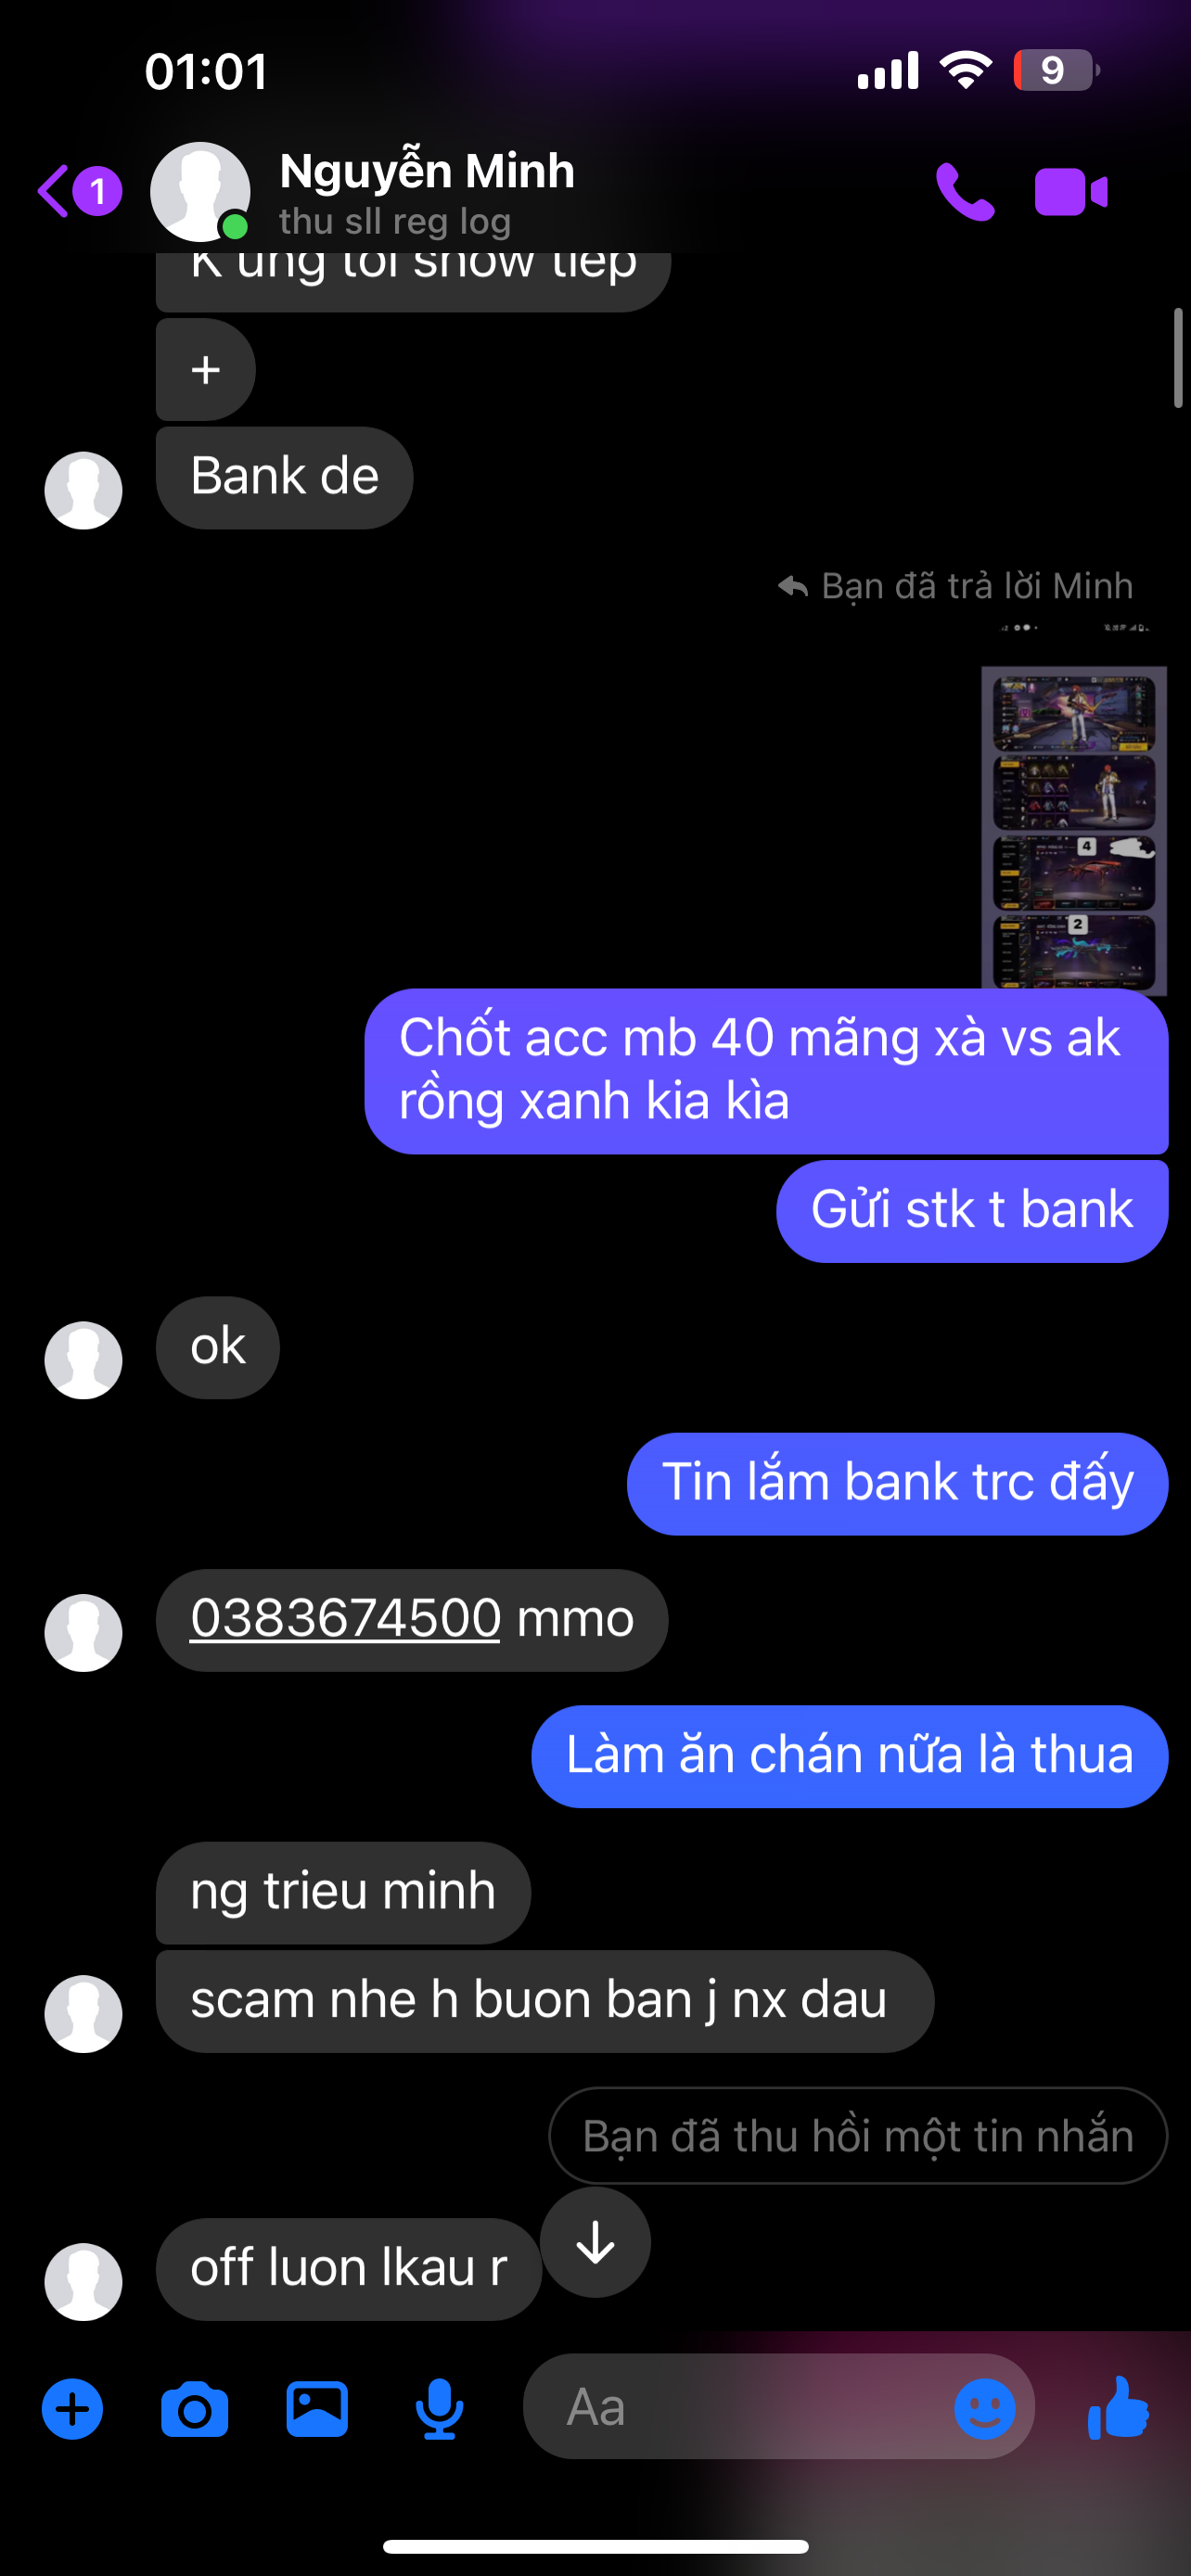 01:01
9
1
Nguyễn Minh
thu sll reg log
K ưng tôi show tiếp
+
Bank de
Bạn đã trả lời Minh
4
2
Chốt acc mb 40 mãng xà vs ak
rồng xanh kia kìa
Gửi stk t bank
ok
Tin lắm bank trc đấy
0383674500 mmo
Làm ăn chán nữa là thua
ng trieu minh
scam nhe h buon ban j nx dau
Bạn đã thu hồi một tin nhắn
off luon lkau r
Aa